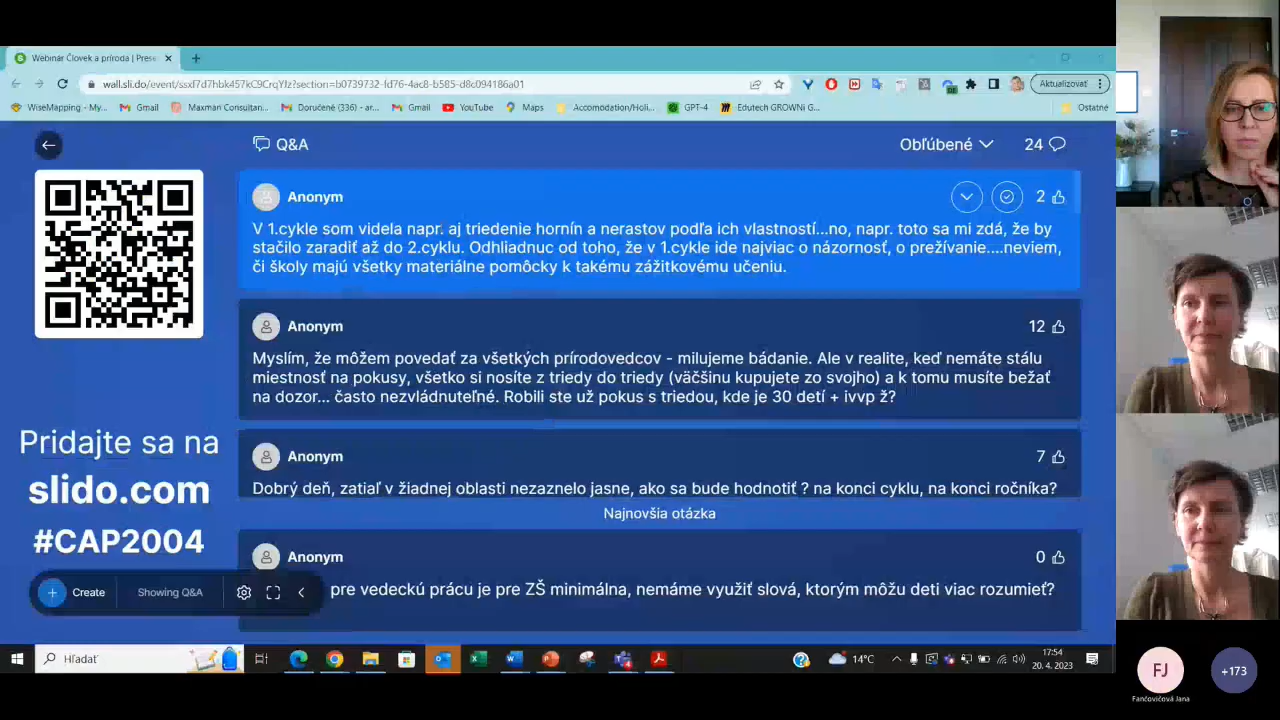 Webinár Človek a príroda | Prese
wall.sli.do/event/ssxf7d7hbk457kC9CrqYiz?section=b0739732-fd76-4ac8-b585-d8c094186a01
Aktualizovať
WiseMapping - My...
Gmail
Maxman Consultan...
Doručené (336) - ar...
Gmail
YouTube
Maps
Accomodation/Holi...
GPT-4
Edutech GROWNi G...
Ostatné
Q&A
Obľúbené
24
Anonym
2
V 1.cykle som videla napr. aj triedenie hornín a nerastov podľa ich vlastností...no, napr. toto sa mi zdá, že by
stačilo zaradiť až do 2.cyklu. Odhliadnuc od toho, že v 1.cykle ide najviac o názornosť, o prežívanie....neviem,
či školy majú všetky materiálne pomôcky k takému zážitkovému učeniu.
Anonym
12
Myslím, že môžem povedať za všetkých prírodovedcov - milujeme bádanie. Ale v realite, keď nemáte stálu
miestnosť na pokusy, všetko si nosíte z triedy do triedy (väčšinu kupujete zo svojho) a k tomu musíte bežať
na dozor... často nezvládnuteľné. Robili ste už pokus s triedou, kde je 30 detí + ivvp ž?
Anonym
7
Dobrý deň, zatiaľ v žiadnej oblasti nezaznelo jasne, ako sa bude hodnotiť ? na konci cyklu, na konci ročníka?
Najnovšia otázka
Anonym
0
pre vedeckú prácu je pre ZŠ minimálna, nemáme využiť slová, ktorým môžu deti viac rozumieť?
Pridajte sa na
slido.com
#CAP2004
Create
Showing Q&A
Hľadať
14°C
17:54
20. 4. 2023
FJ
Fančovičová Jana
+173